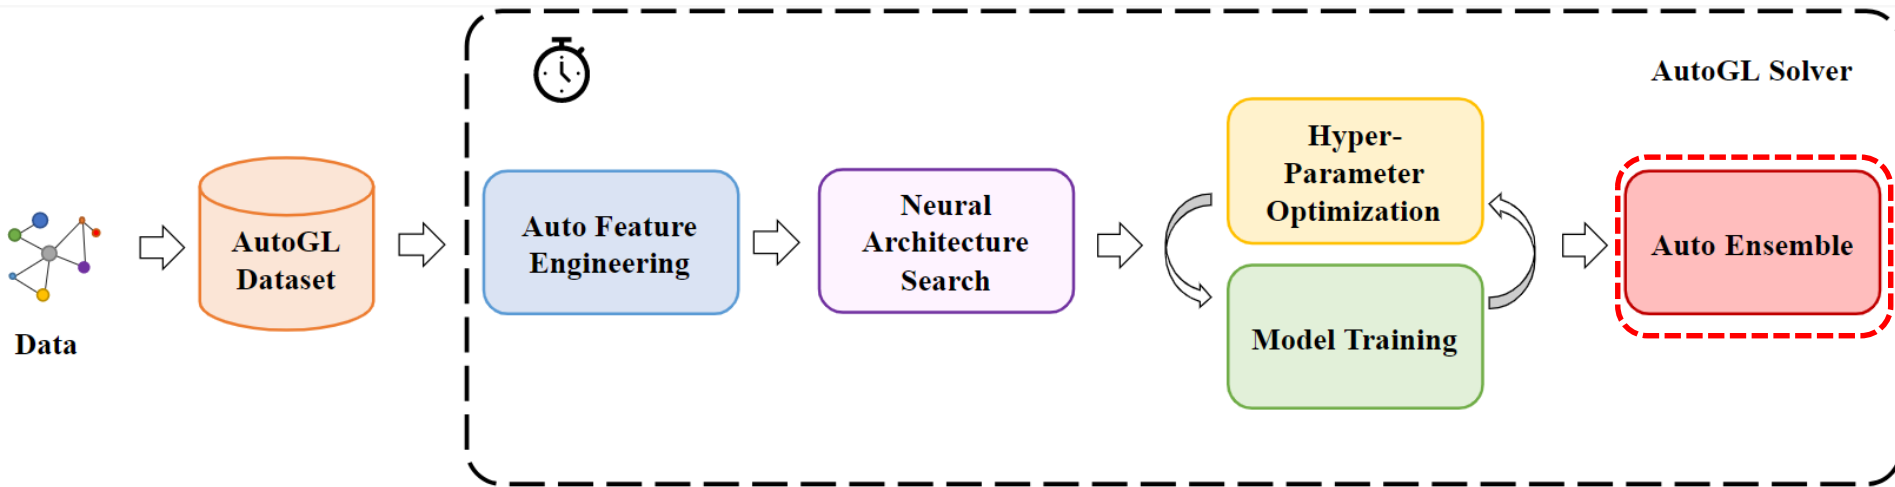 AutoGL Solver
Data
AutoGL
Dataset
Auto Feature
Engineering
Neural
Architecture
Search
Hyper-
Parameter
Optimization
Model Training
Auto Ensemble